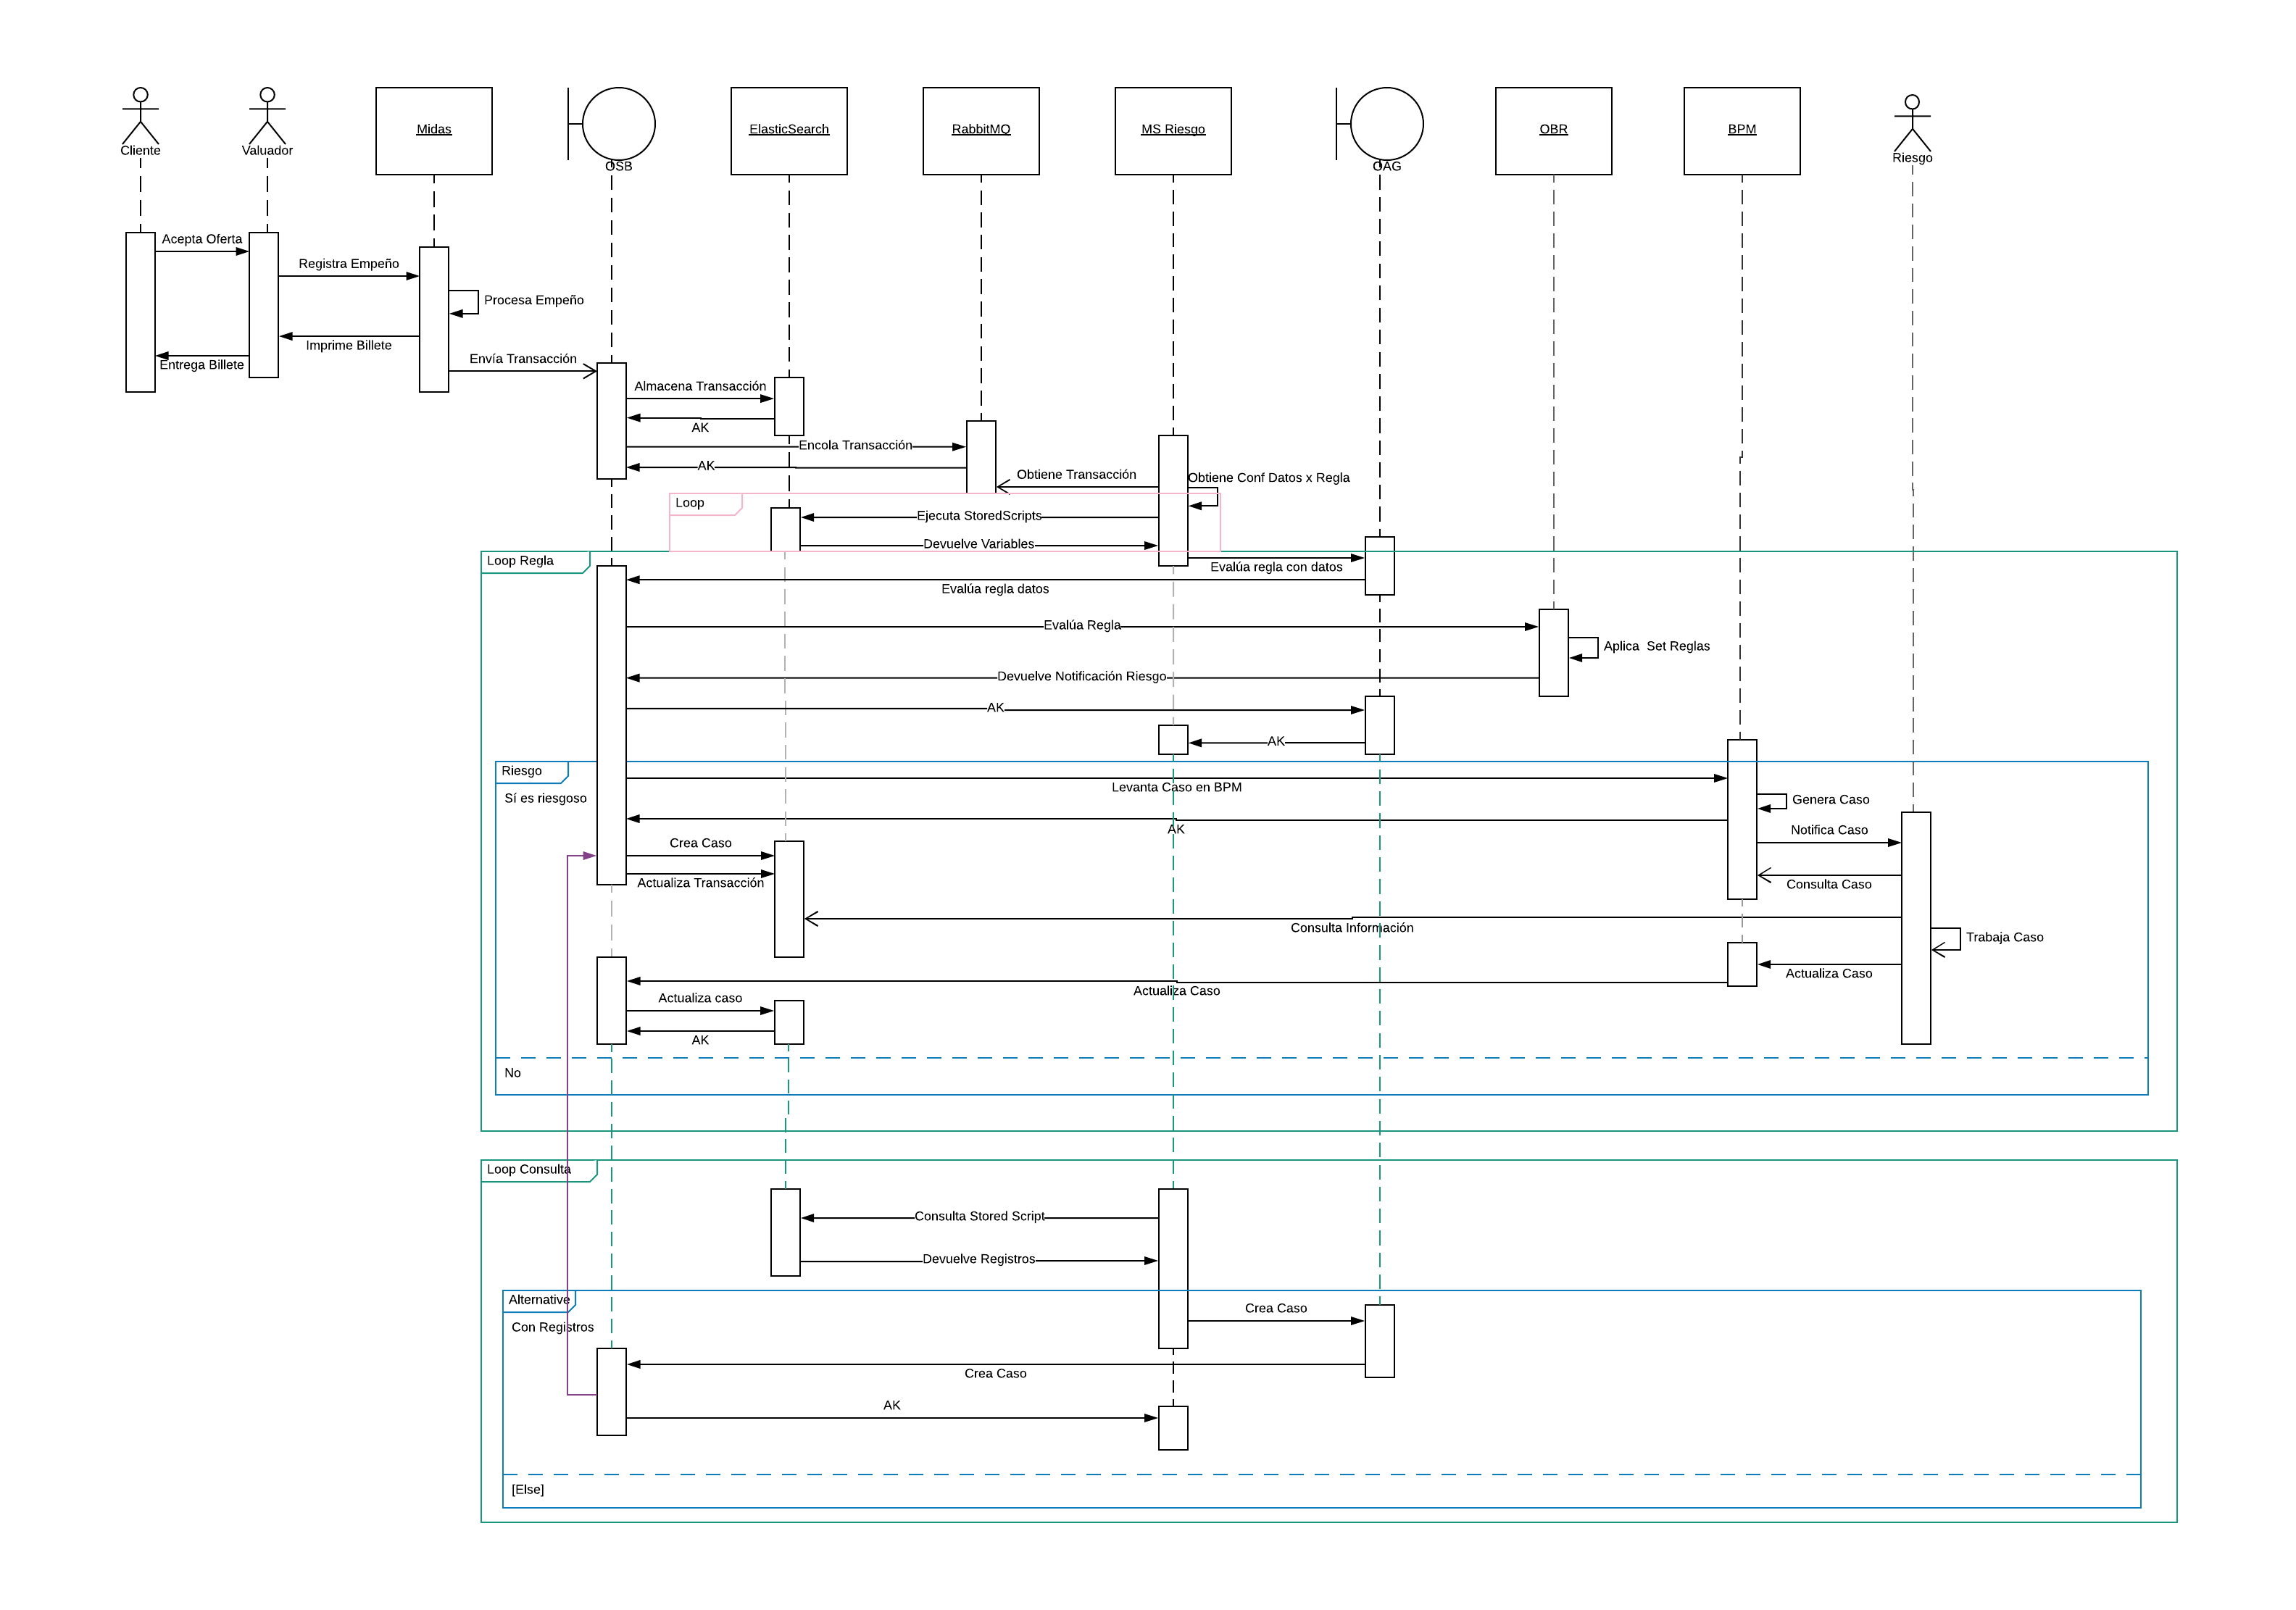 Cliente
Valuador
Midas
OSB
ElasticSearch
RabbitMQ
MS Riesgo
OAG
OBR
BPM
Riesgo
Acepta Oferta
Registra Empeño
Procesa Empeño
Imprime Billete
Entrega Billete
Envía Transacción
Almacena Transacción
AK
Encola Transacción
AK
Obtiene Transacción
Obtiene Conf Datos x Regla
Loop
Ejecuta StoredScripts
Devuelve Variables
Loop Regla
Evalúa regla con datos
Evalúa regla datos
Evalúa Regla
Aplica  Set Reglas
Devuelve Notificación Riesgo
AK
AK
Riesgo
Sí es riesgoso
Levanta Caso en BPM
Genera Caso
AK
Notifica Caso
Crea Caso
Actualiza Transacción
Consulta Caso
Consulta Información
Trabaja Caso
Actualiza Caso
Actualiza Caso
Actualiza caso
AK
No
Loop Consulta
Consulta Stored Script
Devuelve Registros
Alternative
Con Registros
Crea Caso
Crea Caso
AK
[Else]